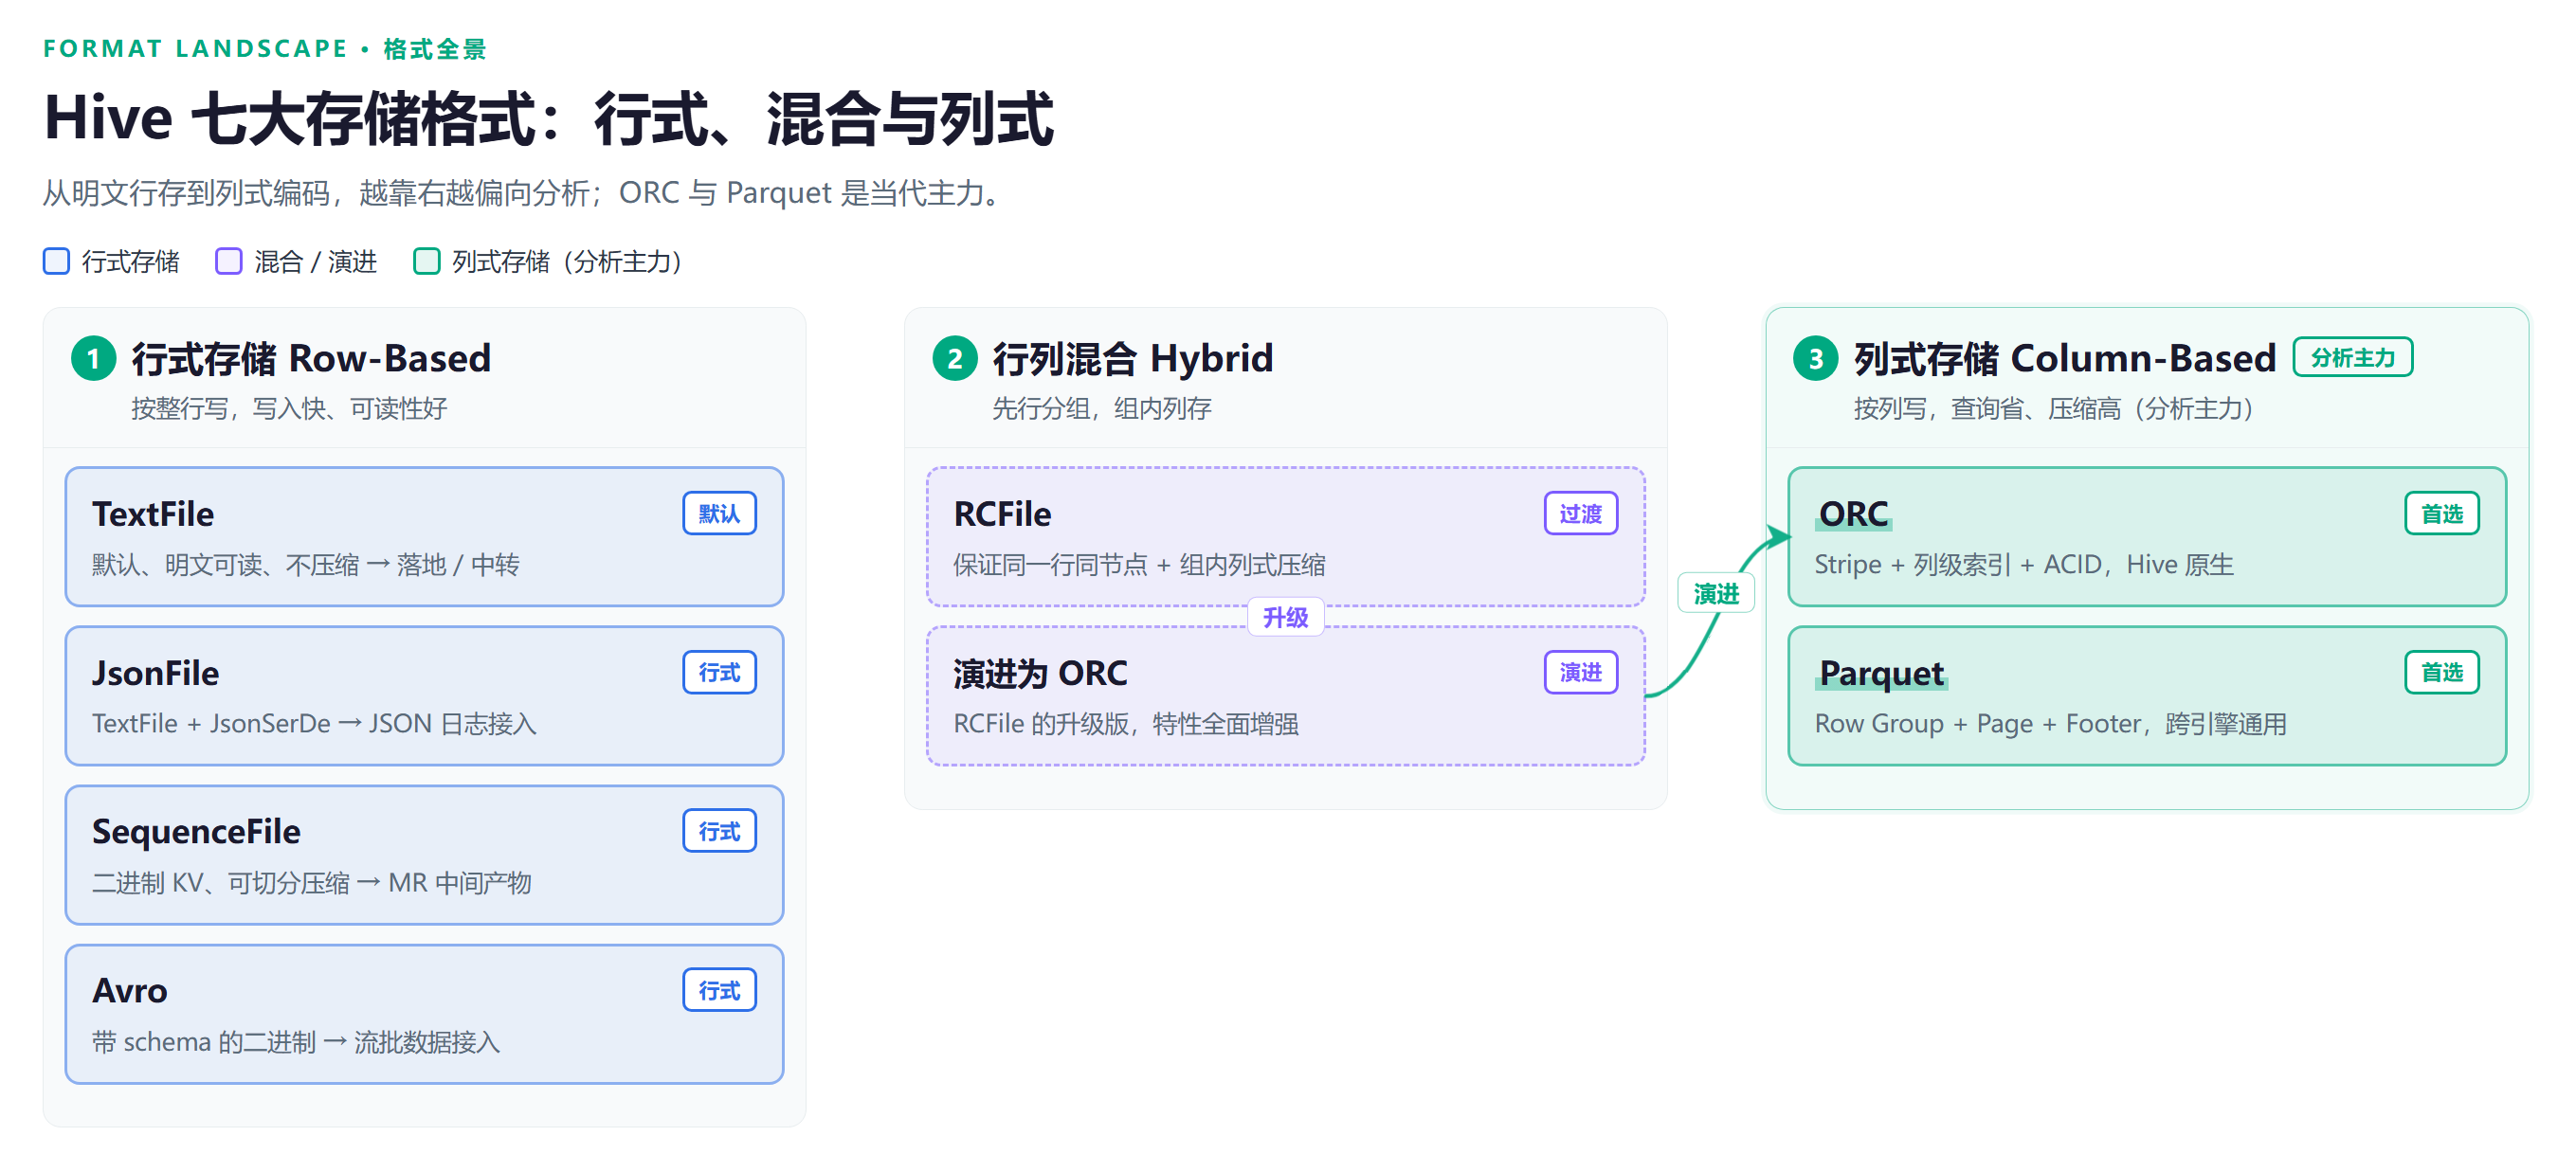 FORMAT LANDSCAPE • 格式全景
Hive 七大存储格式：行式、混合与列式
从明文行存到列式编码，越靠右越偏向分析；ORC 与 Parquet 是当代主力。
行式存储
混合 / 演进
列式存储（分析主力）
1 行式存储 Row-Based
按整行写，写入快、可读性好
TextFile
默认
默认、明文可读、不压缩 → 落地 / 中转
JsonFile
行式
TextFile + JsonSerDe → JSON 日志接入
SequenceFile
行式
二进制 KV、可切分压缩 → MR 中间产物
Avro
行式
带 schema 的二进制 → 流批数据接入
2 行列混合 Hybrid
先行分组，组内列存
RCFile
过渡
保证同一行同节点 + 组内列式压缩
升级
演进为 ORC
演进
RCFile 的升级版，特性全面增强
演进
3 列式存储 Column-Based
分析主力
按列写，查询省、压缩高（分析主力）
ORC
首选
Stripe + 列级索引 + ACID，Hive 原生
Parquet
首选
Row Group + Page + Footer，跨引擎通用